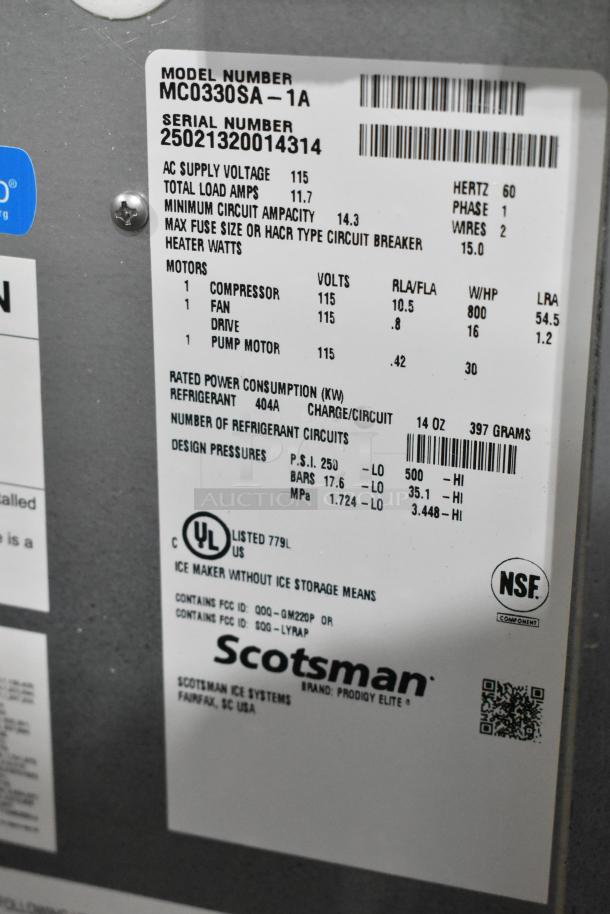 MODEL NUMBER
MC0330SA-1A
SERIAL NUMBER
25021320014314
AC SUPPLY VOLTAGE 115 HERTZ 60
TOTAL LOAD AMPS 11.7 PHASE 1
MINIMUM CIRCUIT AMPACITY 14.3 WIRES 2
MAX FUSE SIZE OR HACR TYPE CIRCUIT BREAKER 15.0
HEATER WATTS
MOTORS VOLTS RLA/FLA W/HP LRA
1 COMPRESSOR 115 10.5 800 54.5
1 FAN 115 .8 16 1.2
DRIVE
1 PUMP MOTOR 115 .42 30
RATED POWER CONSUMPTION (KW)
REFRIGERANT 404A CHARGE/CIRCUIT 14 OZ 397 GRAMS
NUMBER OF REFRIGERANT CIRCUITS
DESIGN PRESSURES P.S.I. 250 -LO 500 -HI
BARS 17.6 -LO 35.1 -HI
MPa 1.724-LO 3.448-HI
AUCTION GROUP
C UL LISTED 779L
US
ICE MAKER WITHOUT ICE STORAGE MEANS
NSF.
COMPONENT
CONTAINS FCC ID: QOQ-GM220P OR
CONTAINS FCC ID: SQG-LYRAP
Scotsman
BRAND: PRODIGY ELITE ®
SCOTSMAN ICE SYSTEMS
FAIRFAX, SC USA
N
alled
e is a